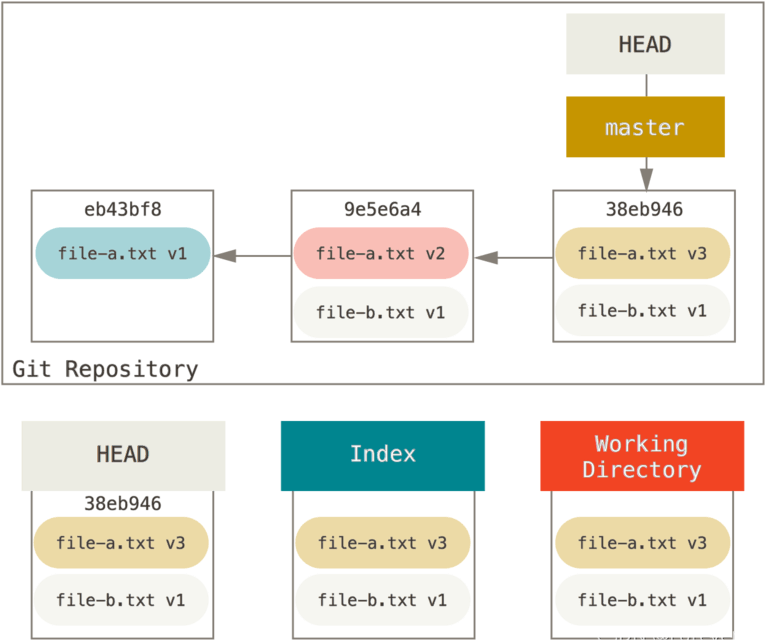 HEAD
master
eb43bf8
9e5e6a4
38eb946
file-a.txt v1
file-a.txt v2
file-a.txt v3
file-b.txt v1
file-b.txt v1
Git Repository
HEAD
Index
Working
Directory
38eb946
file-a.txt v3
file-a.txt v3
file-a.txt v3
file-b.txt v1
file-b.txt v1
file-b.txt v1